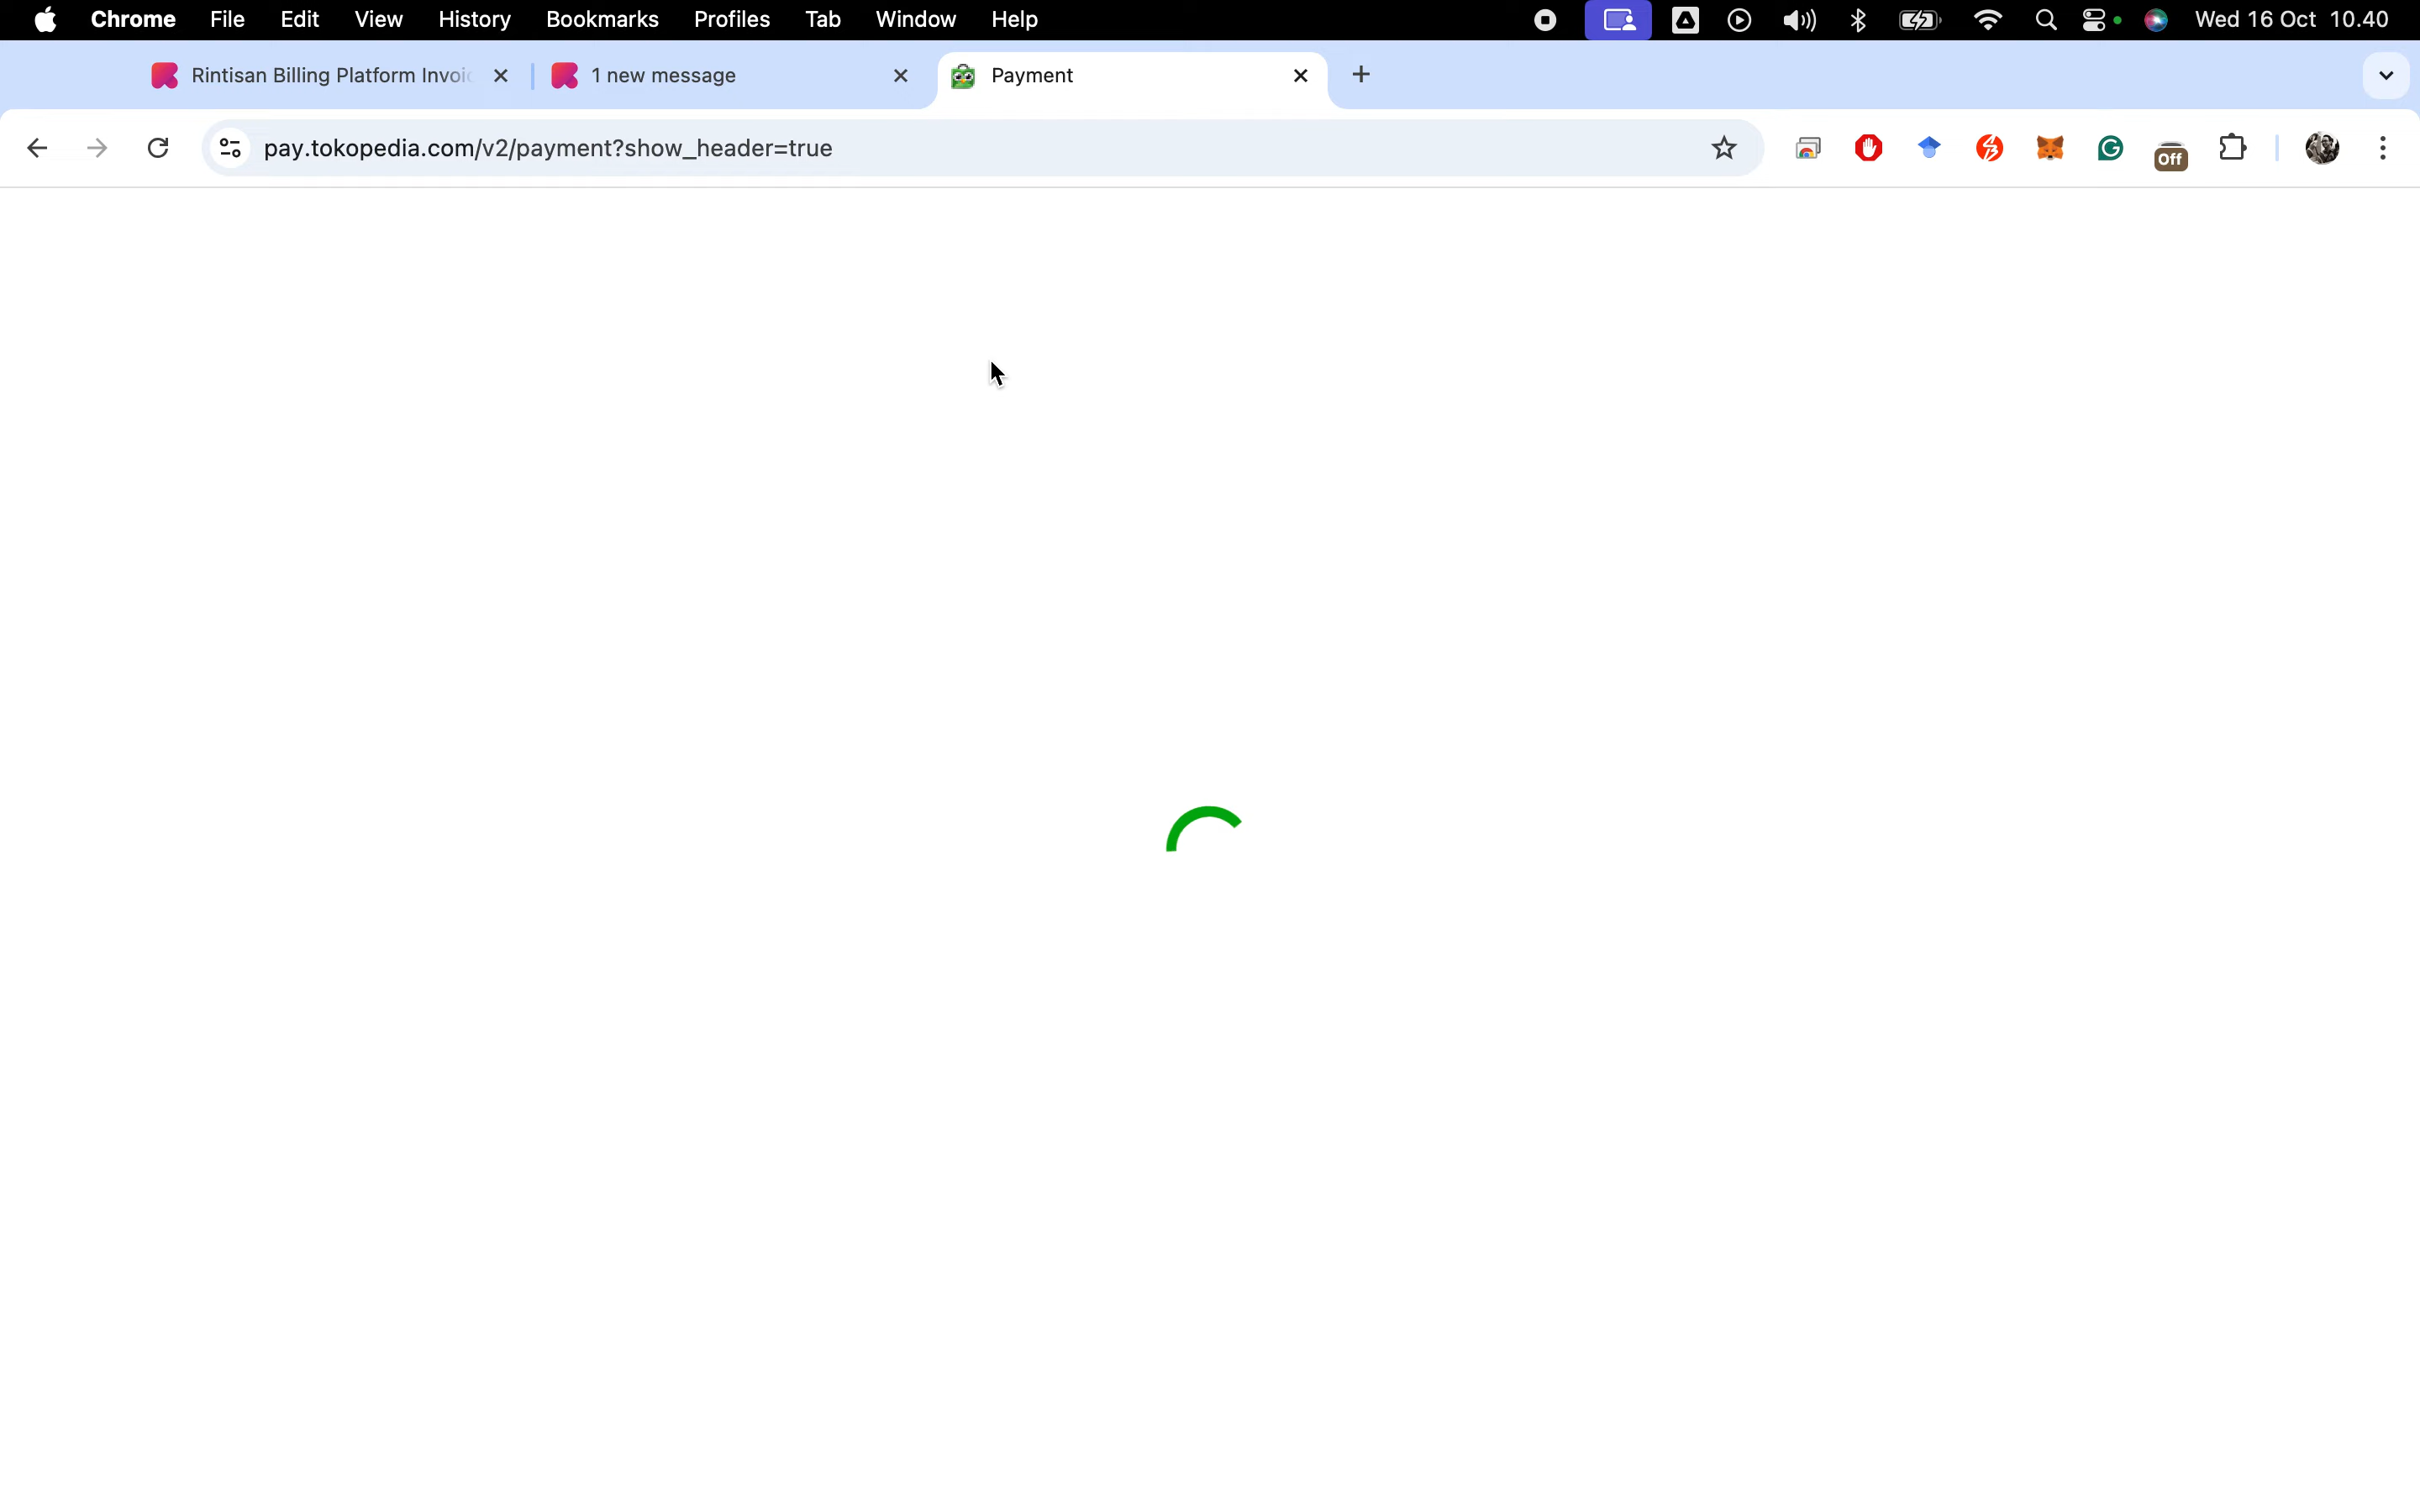 Chrome File Edit View History Bookmarks Profiles Tab Window Help Wed 16 Oct 10.40
Rintisan Billing Platform Invoi 1 new message Payment
pay.tokopedia.com/v2/payment?show_header=true Off